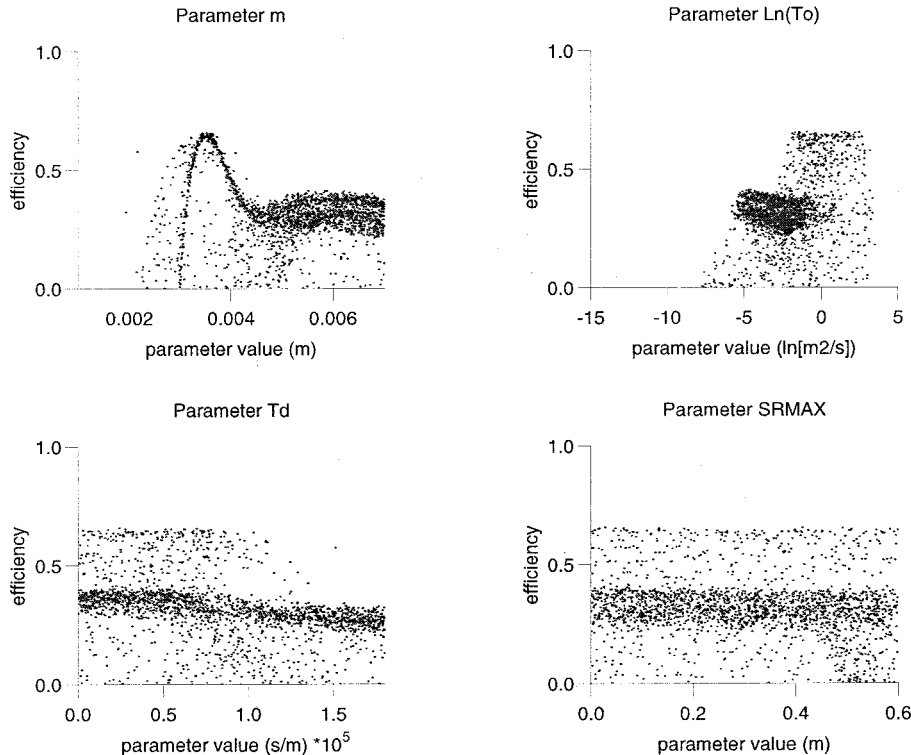 Parameter m
1.0
0.5
0.0
efficiency
0.002
0.004
0.006
parameter value (m)
Parameter Ln(To)
1.0
0.5
0.0
efficiency
-15
-10
-5
0
5
parameter value (ln[m2/s])
Parameter Td
1.0
0.5
0.0
efficiency
0.0
0.5
1.0
1.5
parameter value (s/m) *10^5
Parameter SRMAX
1.0
0.5
0.0
efficiency
0.0
0.2
0.4
0.6
parameter value (m)